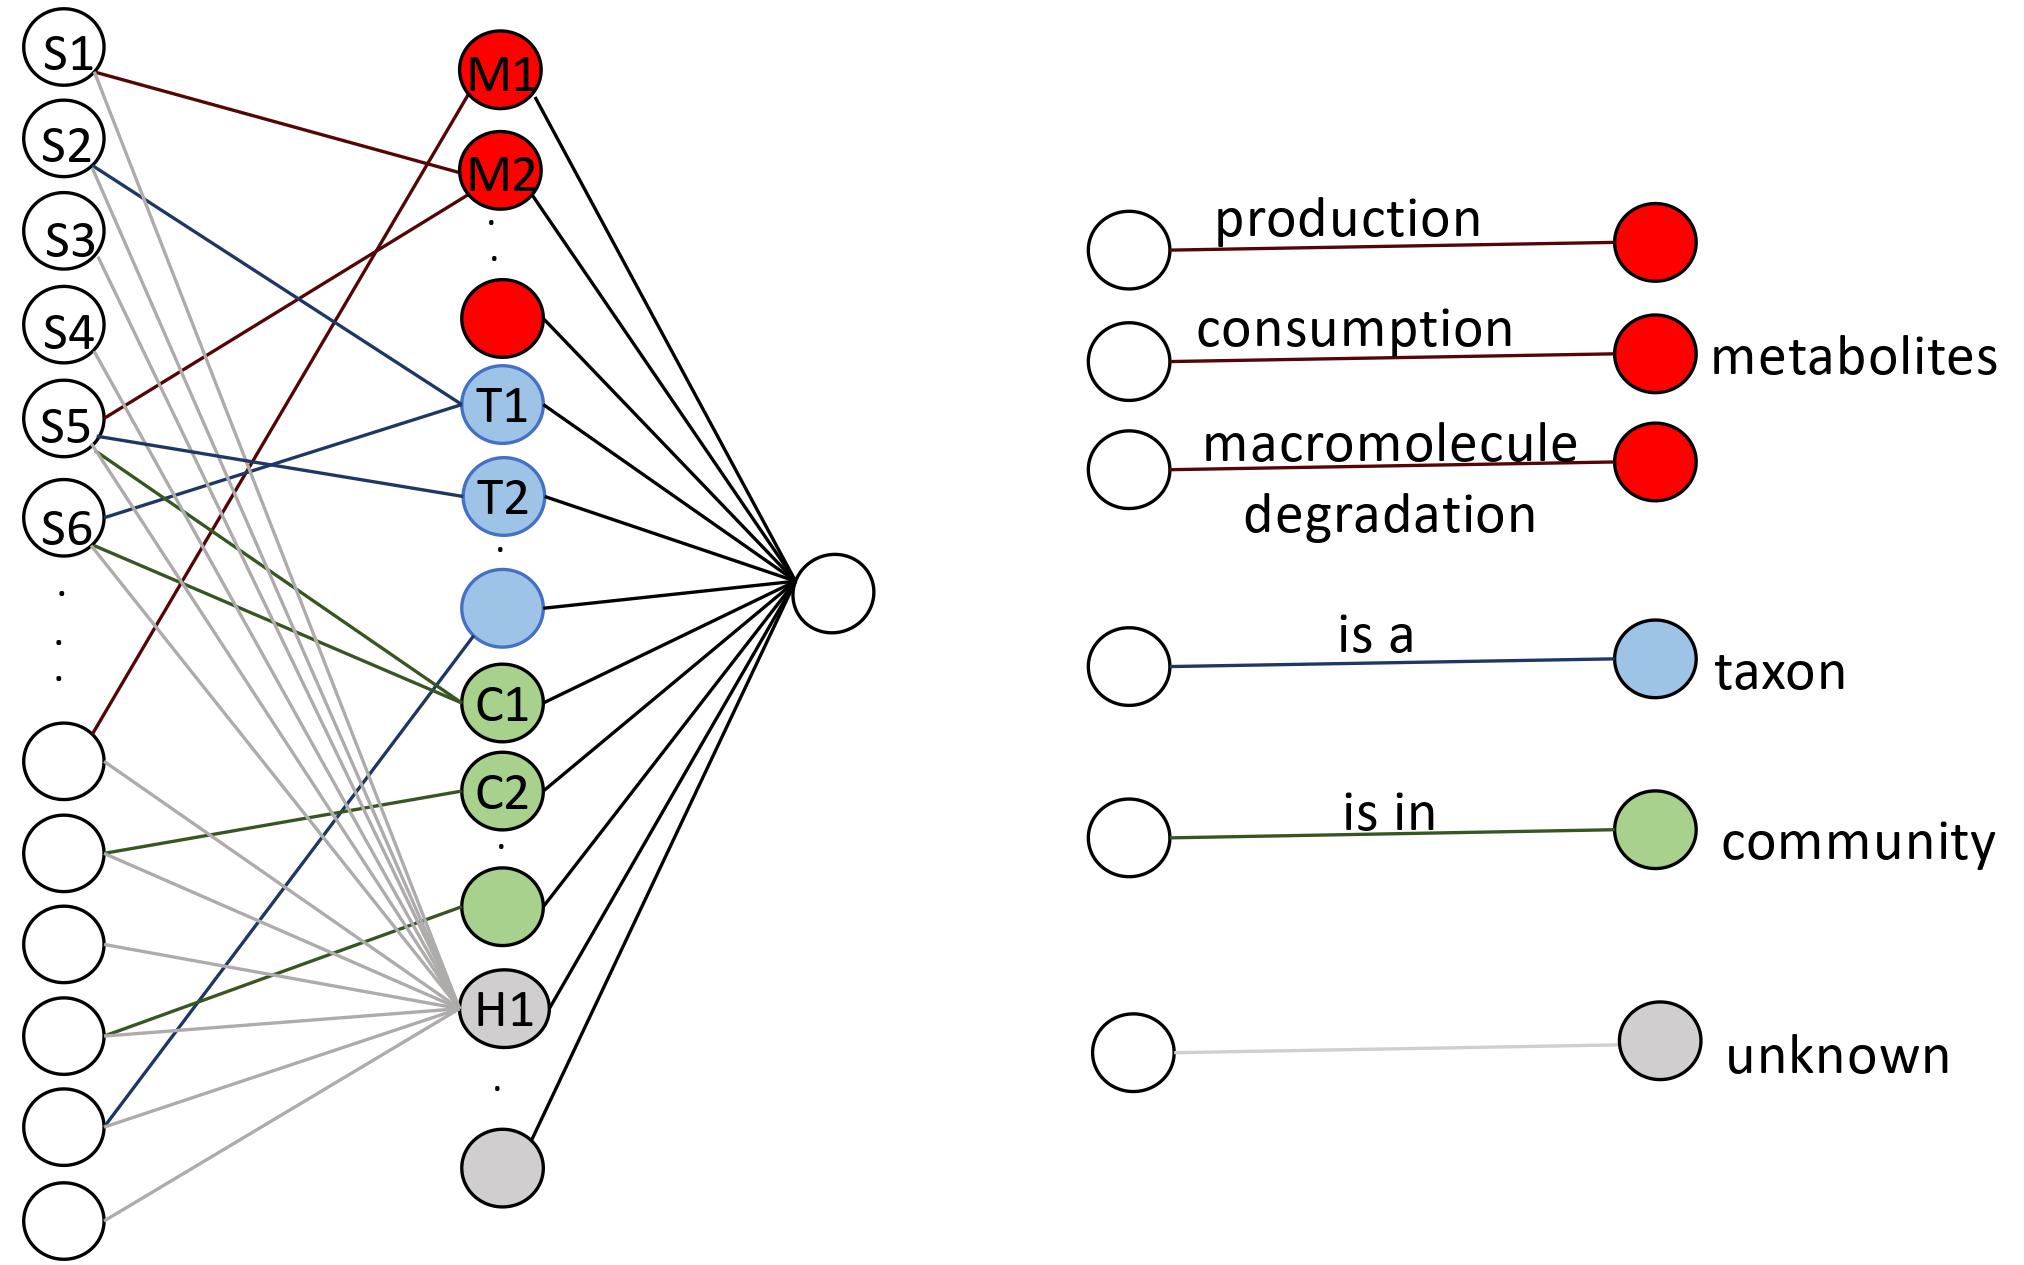 S1
S2
S3
S4
S5
S6
M1
M2
T1
T2
C1
C2
H1
production
consumption
metabolites
macromolecule
degradation
is a
taxon
is in
community
unknown